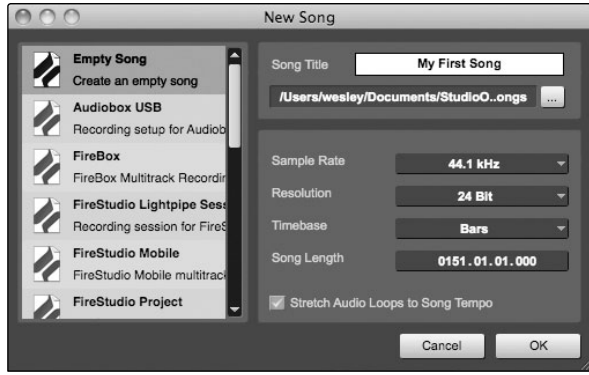 New Song
Empty Song
Create an empty song
Audiobox USB
Recording setup for Audiob
FireBox
FireBox Multitrack Recordin
FireStudio Lightpipe Sess
Recording session for FireS
FireStudio Mobile
FireStudio Mobile multitrack
FireStudio Project
Song Title My First Song
/Users/wesley/Documents/StudioO..ongs ...
Sample Rate 44.1 kHz
Resolution 24 Bit
Timebase Bars
Song Length 0151.01.01.000
Stretch Audio Loops to Song Tempo
Cancel OK